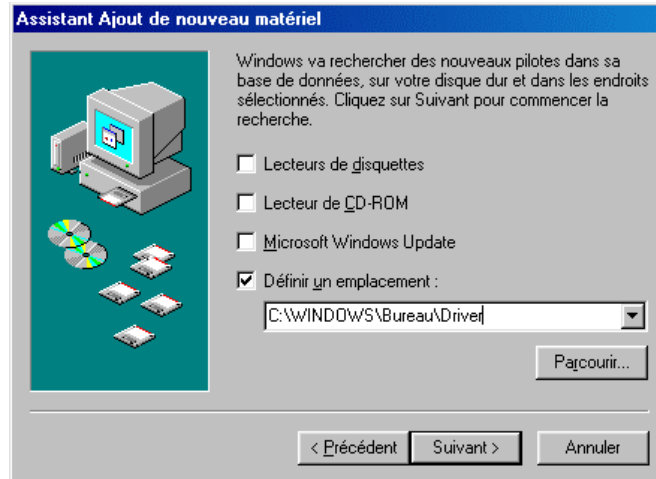 Assistant Ajout de nouveau matériel
Windows va rechercher des nouveaux pilotes dans sa
base de données, sur votre disque dur et dans les endroits
sélectionnés. Cliquez sur Suivant pour commencer la
recherche.
Lecteurs de disquettes
Lecteur de CD-ROM
Microsoft Windows Update
Définir un emplacement :
C:\WINDOWS\Bureau\Driver
Parcourir...
< Précédent
Suivant >
Annuler